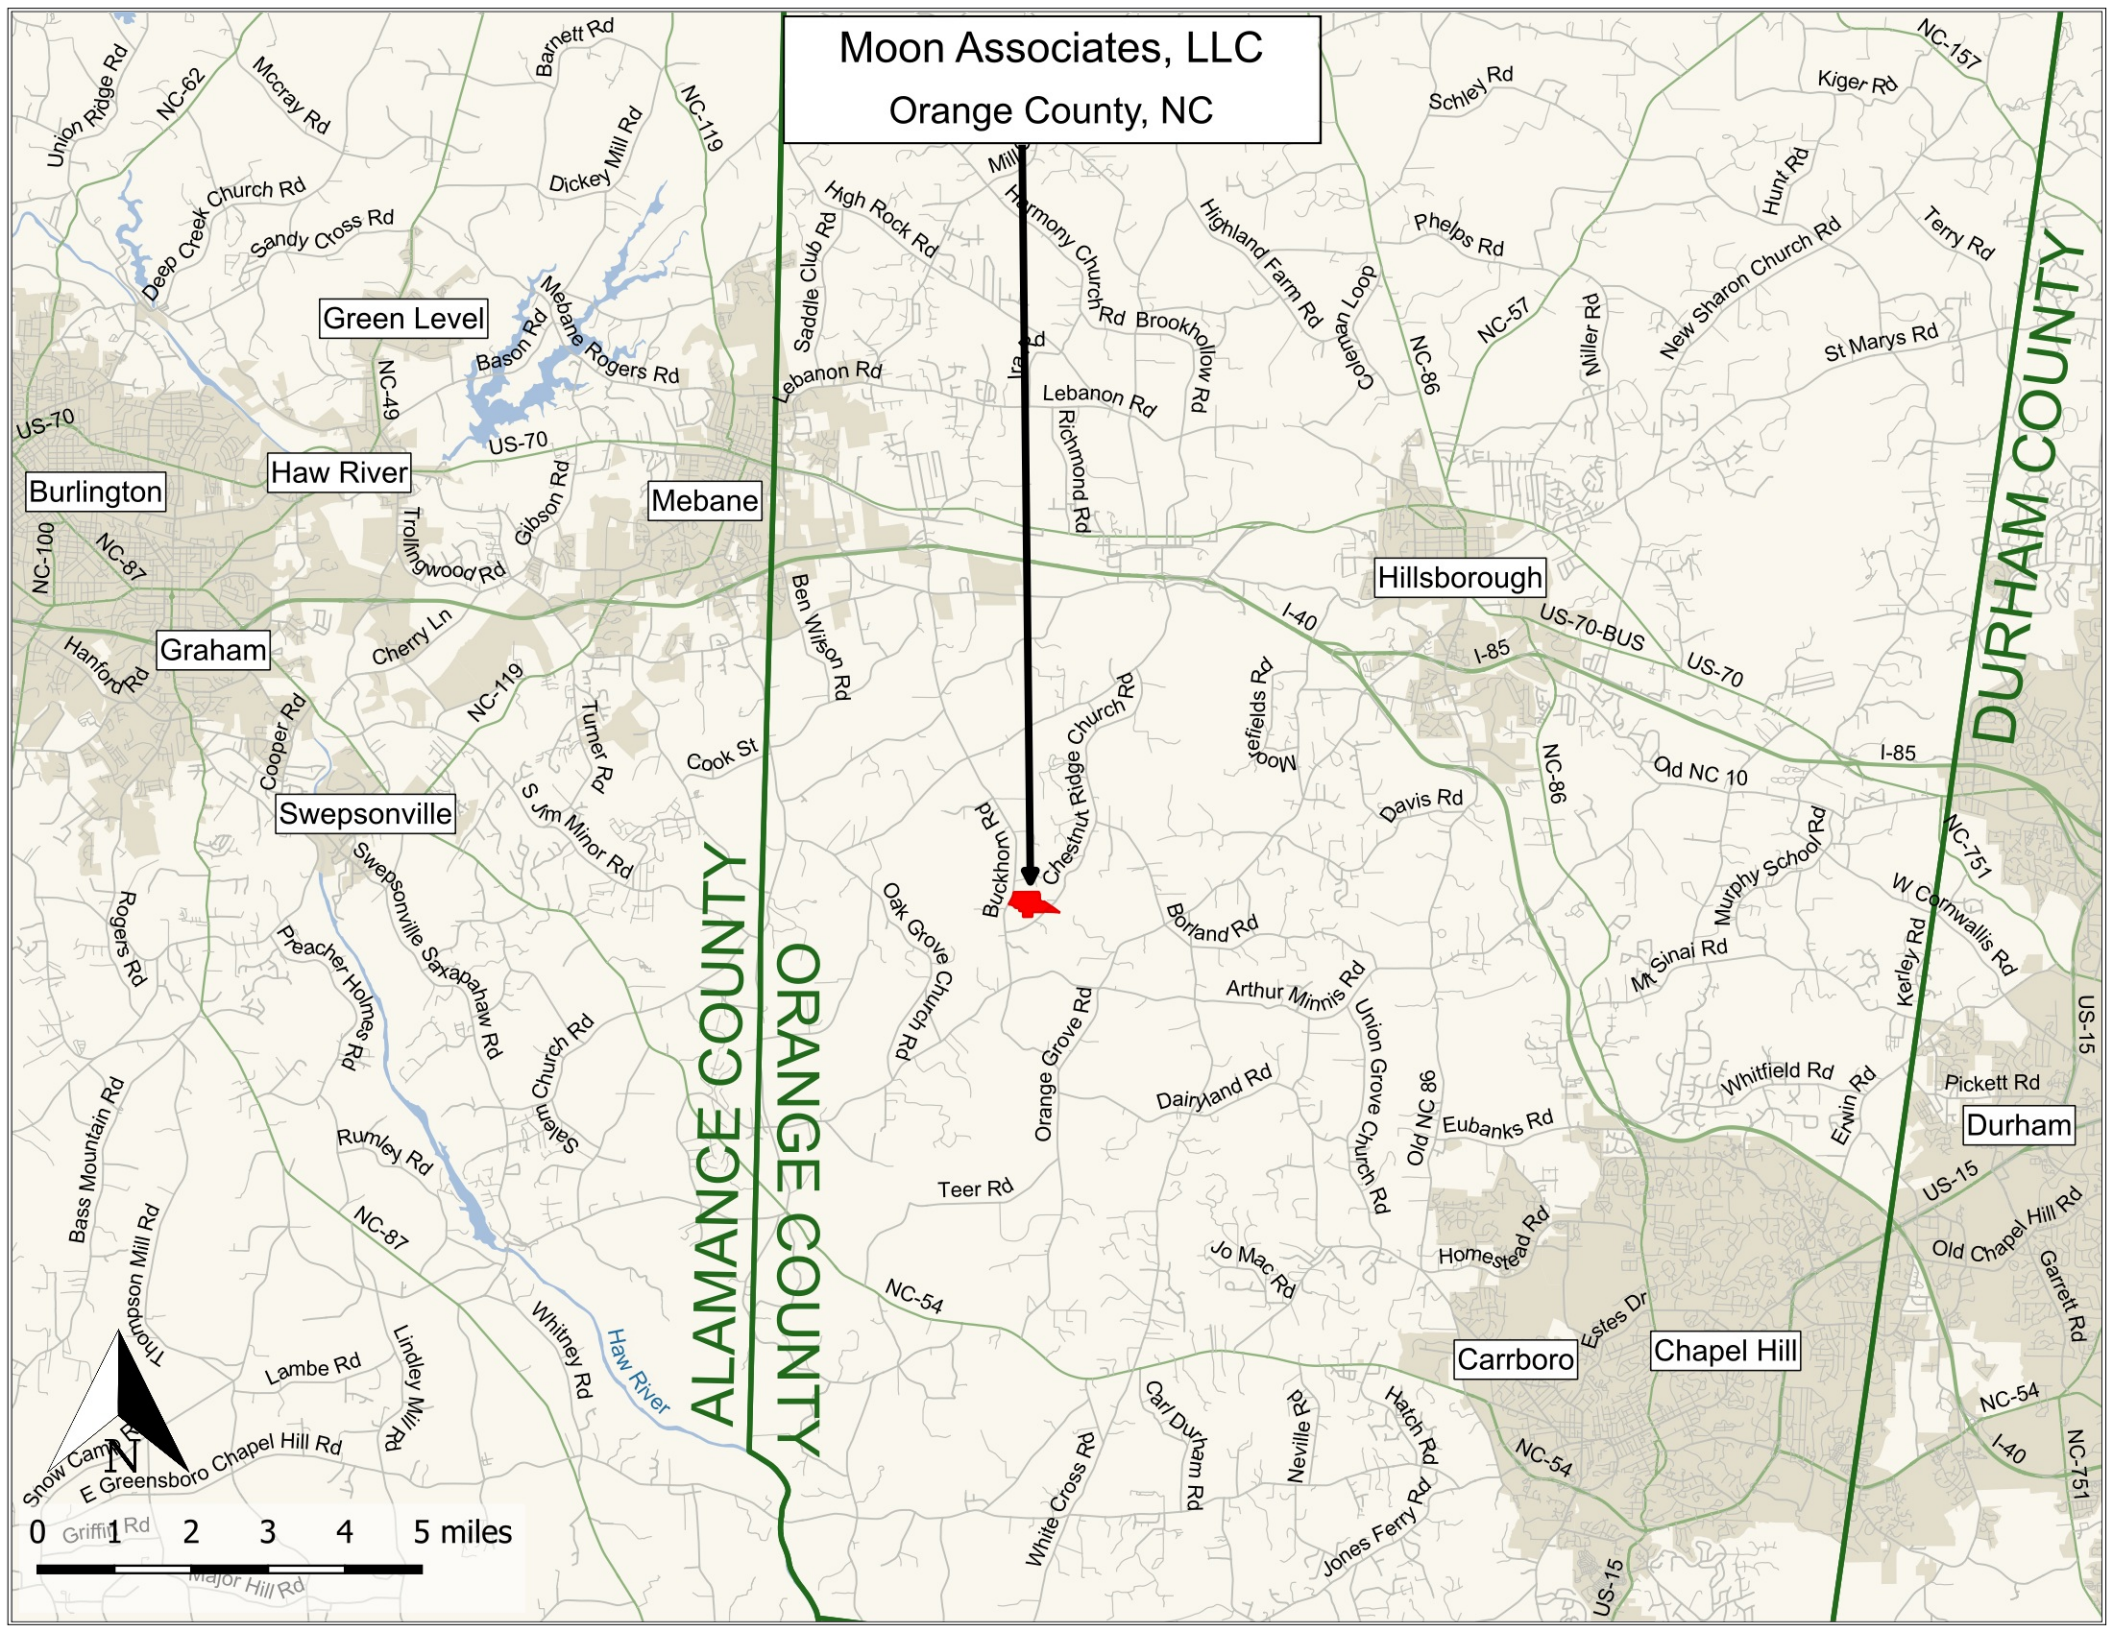 Moon Associates, LLC
Orange County, NC
Union Ridge Rd
NC-62
Mccray Rd
Barnett Rd
NC-119
Dickey Mill Rd
Deep Creek Church Rd
Sandy Cross Rd
Green Level
NC-49
Bason Rd
Mebane Rogers Rd
US-70
US-70
Burlington
Haw River
Mebane
Gibson Rd
Trollingwood Rd
NC-100
NC-87
Graham
Hanford Rd
Cherry Ln
NC-119
Cooper Rd
Turner Rd
Cook St
Swepsonville
S Jim Minor Rd
Swepsonville Saxapahaw Rd
Rogers Rd
Preacher Holmes Rd
Salem Church Rd
Bass Mountain Rd
Rumley Rd
Thompson Mill Rd
NC-87
Whitney Rd
Haw River
Lambe Rd
Lindley Mill Rd
Snow Camp
E Greensboro Chapel Hill Rd
Griffin Rd
Major Hill Rd
N
0 1 2 3 4 5 miles
ALAMANCE COUNTY
ORANGE COUNTY
DURHAM COUNTY
Mill
High Rock Rd
Saddle Club Rd
Harmony Church Rd
Lebanon Rd
Ira Rd
Brookhollow Rd
Lebanon Rd
Richmond Rd
Highland Farm Rd
Coleman Loop
NC-86
NC-57
Schley Rd
Phelps Rd
Kiger Rd
NC-157
Hunt Rd
Terry Rd
New Sharon Church Rd
Miller Rd
St Marys Rd
Hillsborough
I-40
I-85
US-70-BUS
US-70
I-85
Ben Wilson Rd
Chestnut Ridge Church Rd
Moorefields Rd
Buckhorn Rd
Davis Rd
NC-86
Old NC 10
Murphy School Rd
NC-751
W Cornwallis Rd
Kerley Rd
Mt Sinai Rd
US-15
Oak Grove Church Rd
Borland Rd
Arthur Minnis Rd
Orange Grove Rd
Union Grove Church Rd
Dairyland Rd
Old NC 86
Eubanks Rd
Whitfield Rd
Erwin Rd
Pickett Rd
Durham
US-15
Old Chapel Hill Rd
Garrett Rd
Teer Rd
Jo Mac Rd
Homestead Rd
Estes Dr
NC-54
Carrboro
Chapel Hill
Carl Durham Rd
Neville Rd
Hatch Rd
White Cross Rd
Jones Ferry Rd
NC-54
US-15
NC-54
I-40
NC-751